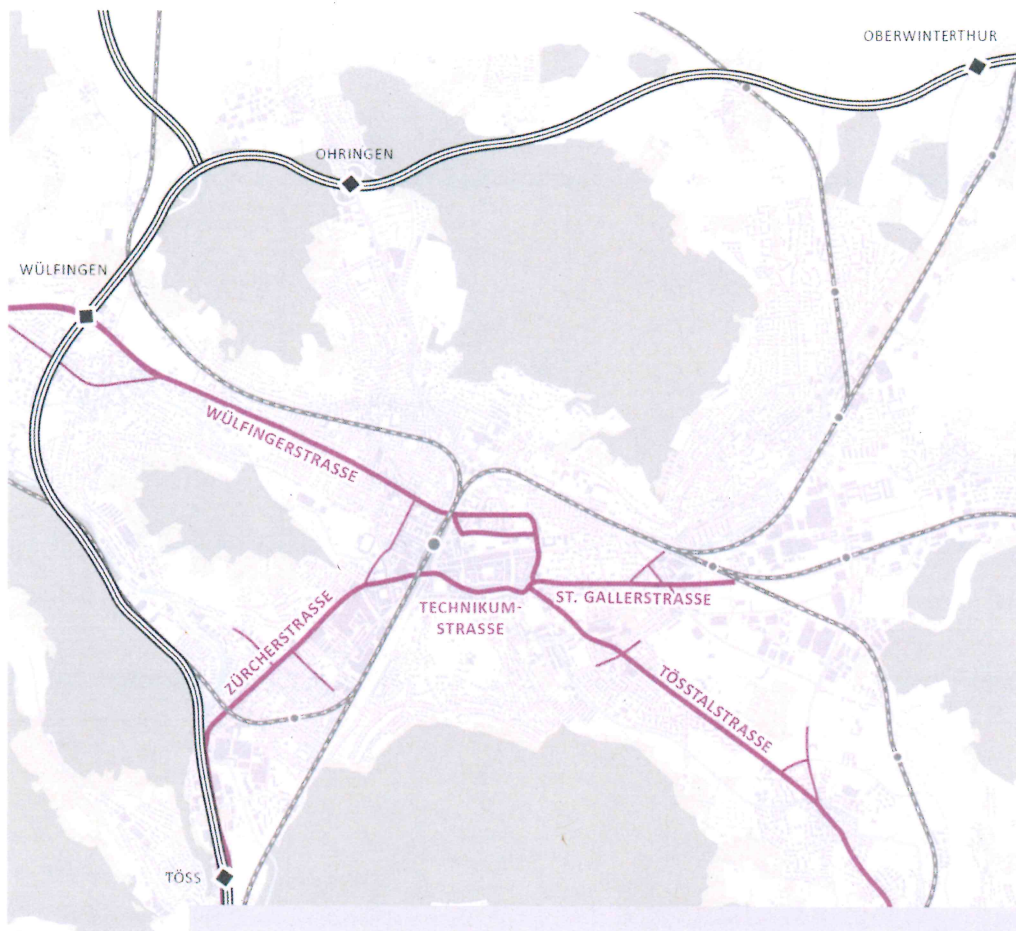 OBERWINTERTHUR
OHRINGEN
WÜLFINGEN
WÜLFINGERSTRASSE
ZÜRCHERSTRASSE
TECHNIKUM-
STRASSE
ST. GALLERSTRASSE
TÖSSTALSTRASSE
TÖSS